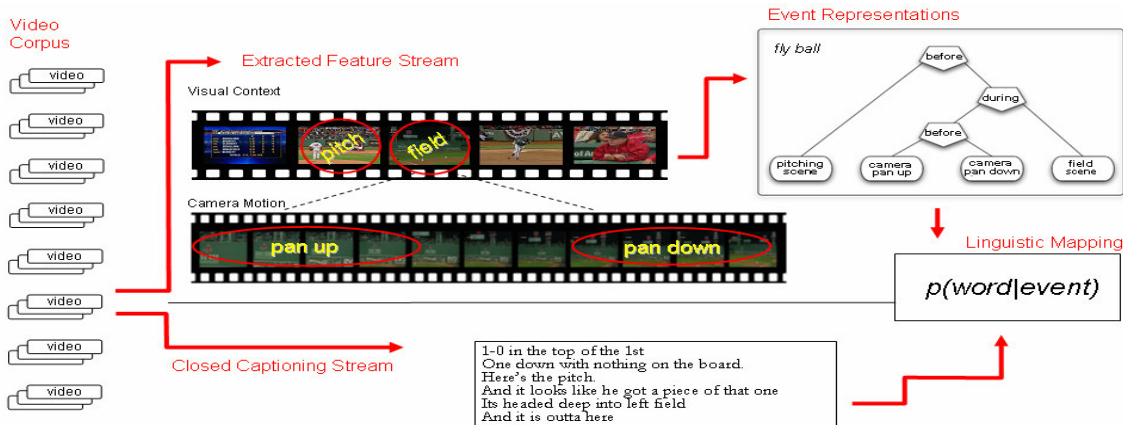 Video
Corpus
video
video
video
video
video
video
video
video
Extracted Feature Stream
Visual Context
pitch
field
Camera Motion
pan up
pan down
Closed Captioning Stream
1-0 in the top of the 1st
One down with nothing on the board.
Here's the pitch.
And it looks like he got a piece of that one
Its headed deep into left field
And it is outta here
Event Representations
fly ball
before
during
before
pitching
scene
camera
pan up
camera
pan down
field
scene
Linguistic Mapping
p(word|event)